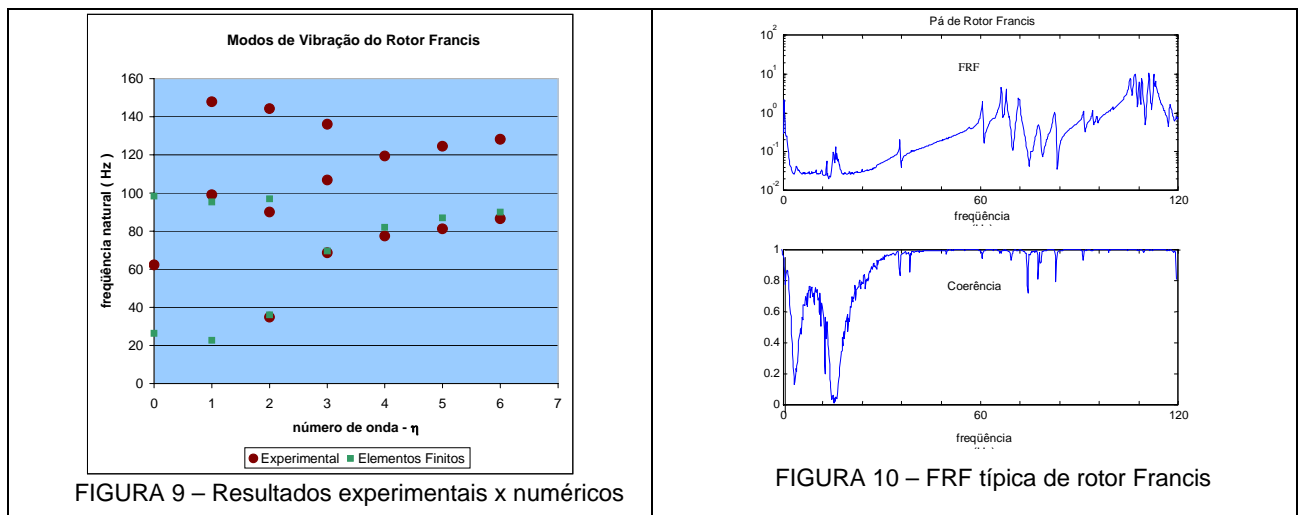 Modos de Vibração do Rotor Francis
freqüência natural ( Hz )
160
140
120
100
80
60
40
20
0
0 1 2 3 4 5 6 7
número de onda - η
Experimental Elementos Finitos
FIGURA 9 – Resultados experimentais x numéricos
Pá de Rotor Francis
10^2
10^1
10^0
10^-1
10^-2
FRF
0 60 120
freqüência
1
0.8
0.6
0.4
0.2
0
Coerência
0 60 120
freqüência
FIGURA 10 – FRF típica de rotor Francis